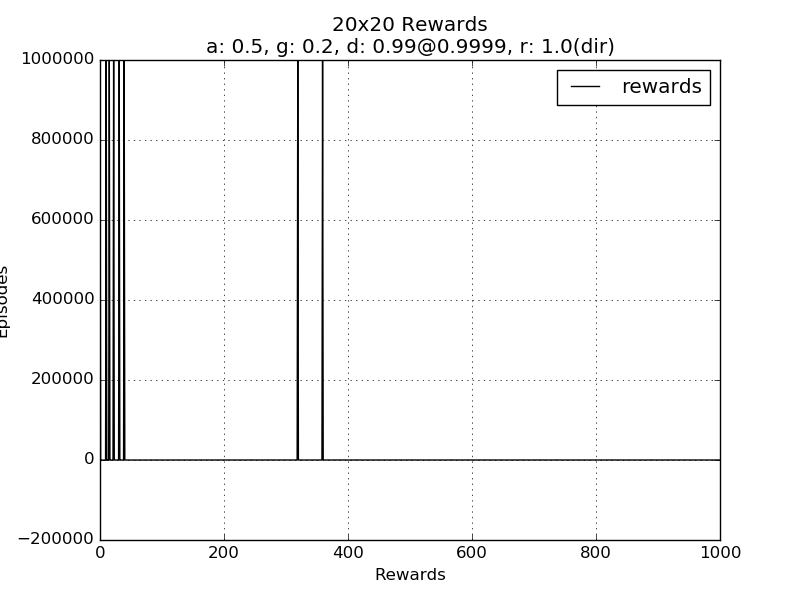 20x20 Rewards
a: 0.5, g: 0.2, d: 0.99@0.9999, r: 1.0(dir)
rewards
1000000
800000
600000
400000
200000
0
−200000
Episodes
0 200 400 600 800 1000
Rewards